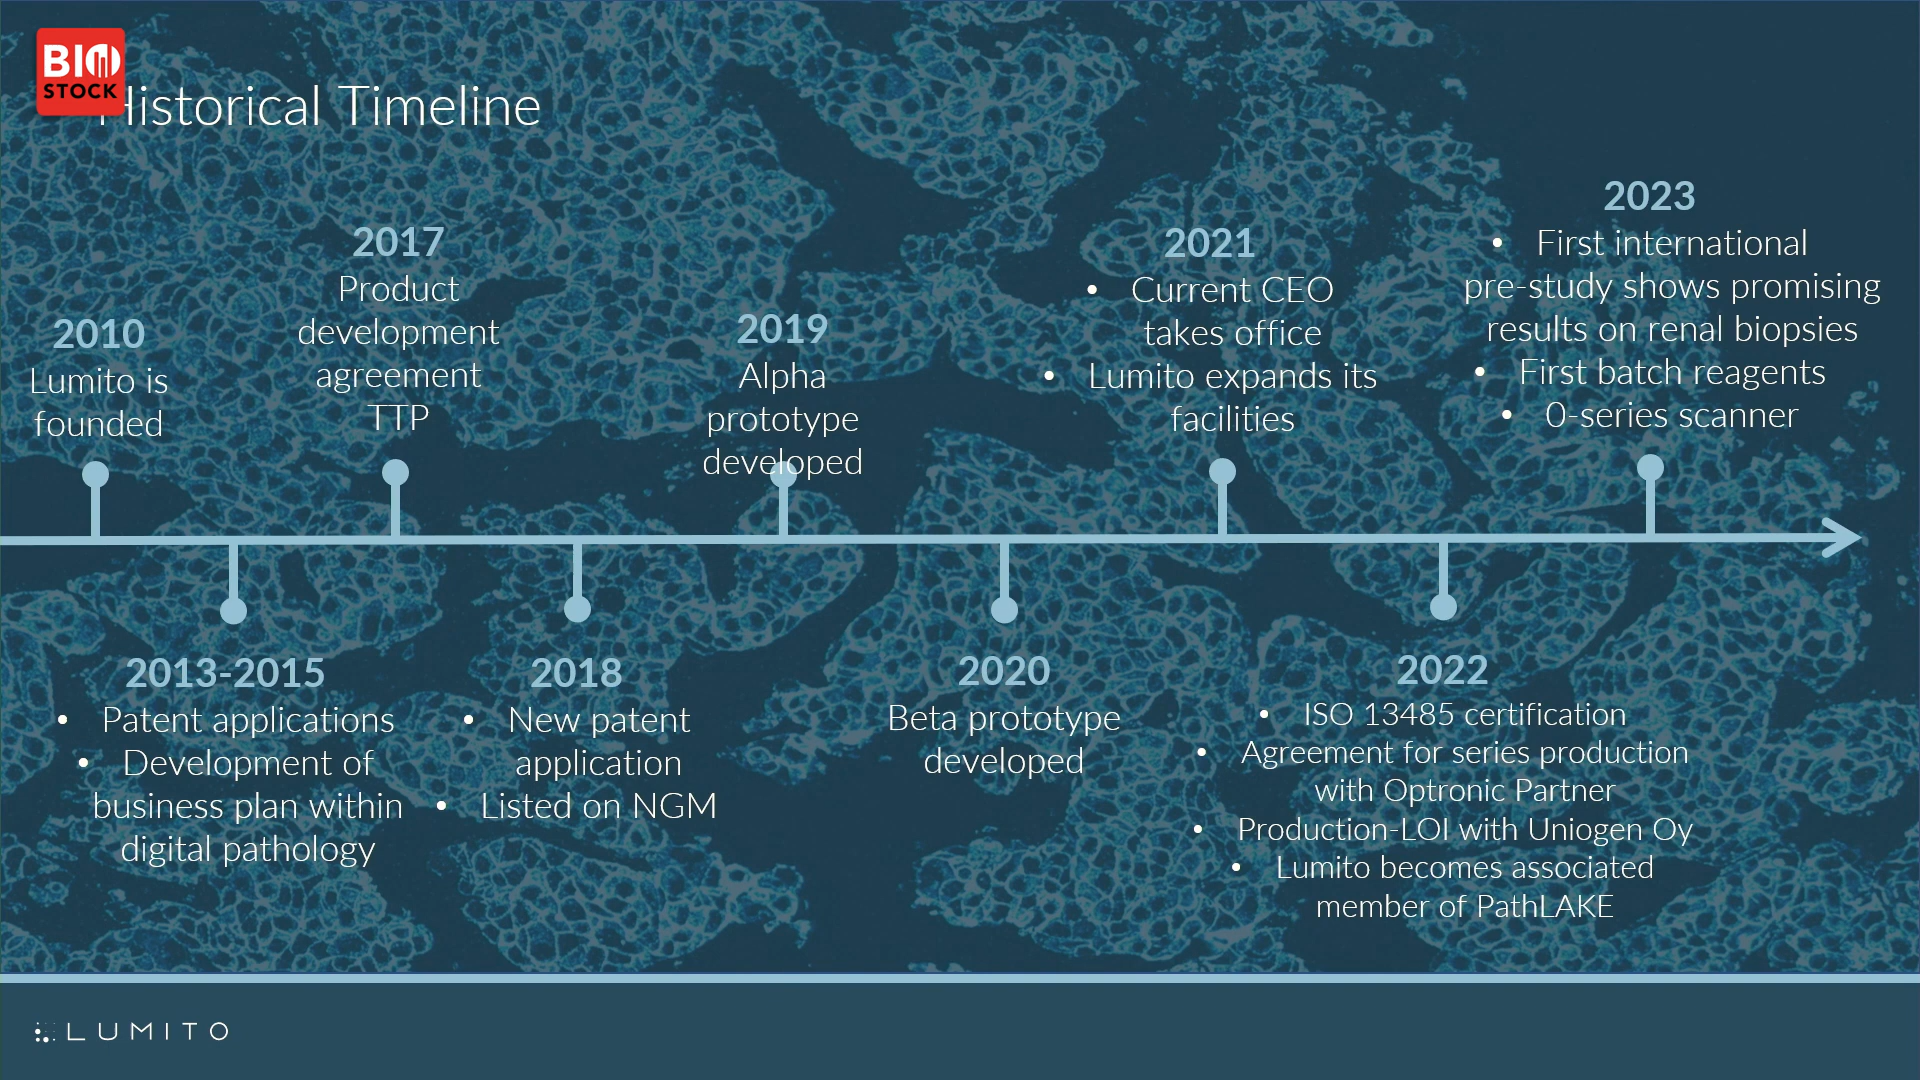 BIO
STOCK
Historical Timeline
2010
Lumito is
founded
2013-2015
• Patent applications
• Development of
business plan within
digital pathology
2017
Product
development
agreement
TTP
2018
• New patent
application
• Listed on NGM
2019
Alpha
prototype
developed
2020
Beta prototype
developed
2021
• Current CEO
takes office
• Lumito expands its
facilities
2022
• ISO 13485 certification
• Agreement for series production
with Optronic Partner
• Production-LOI with Uniogen Oy
• Lumito becomes associated
member of PathLAKE
2023
• First international
pre-study shows promising
results on renal biopsies
• First batch reagents
• 0-series scanner
LUMITO